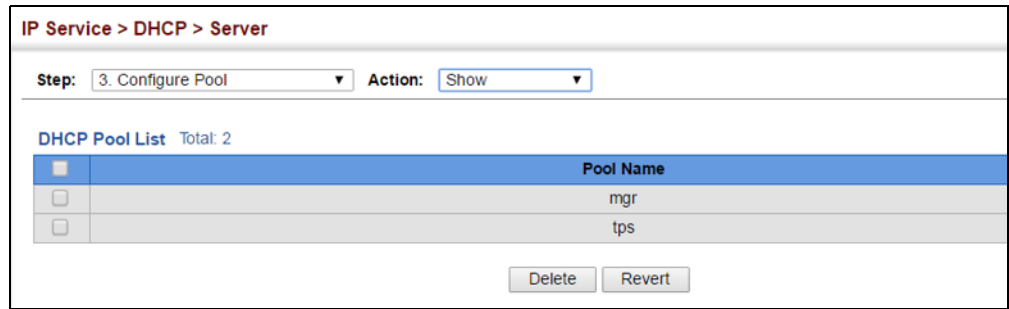 IP Service > DHCP > Server
Step: 3. Configure Pool Action: Show
DHCP Pool List Total: 2
Pool Name
mgr
tps
Delete Revert